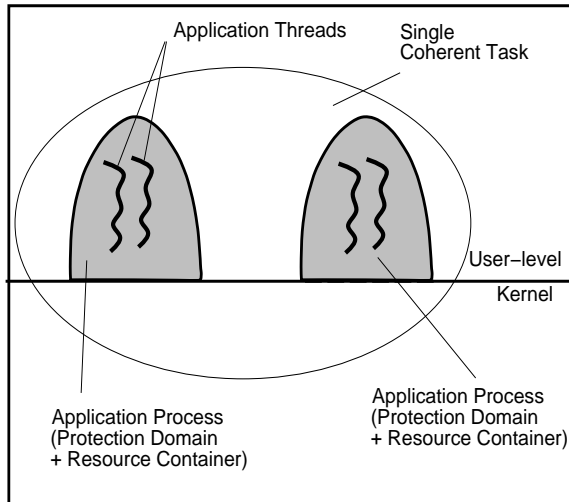 Application Threads
Single
Coherent Task
User–level
Kernel
Application Process
(Protection Domain
+ Resource Container)
Application Process
(Protection Domain
+ Resource Container)